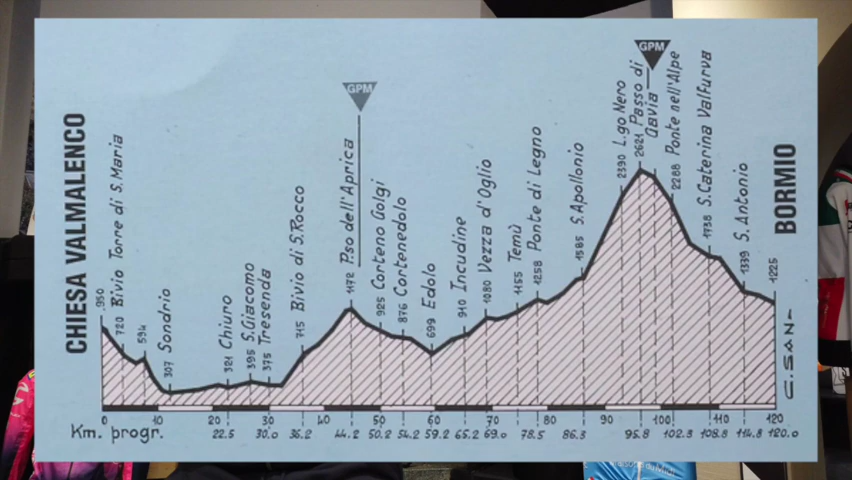 CHIESA VALMALENCO
950
720 Bivio Torre di S. Maria
594
307 Sondrio
321 Chiuro
395 S.Giacomo
375 Tresenda
715 Bivio di S.Rocco
GPM
1172 P.so dell'Aprica
925 Corteno Golgi
876 Cortenedolo
699 Edolo
910 Incudine
1080 Vezza d'Oglio
1155 Temù
1258 Ponte di Legno
1585 S.Apollonio
2390 L.go Nero
GPM
2621 Passo di
Gavia
2288 Ponte nell'Alpe
1738 S.Caterina Valfurva
1339 S.Antonio
1225
BORMIO
C.SAN-
0 10 20 30 40 50 60 70 80 90 100 110 120
Km. progr. 22.5 30.0 36.2 44.2 50.2 54.2 59.2 65.2 69.0 78.5 86.3 95.8 102.3 108.8 114.8 120.0